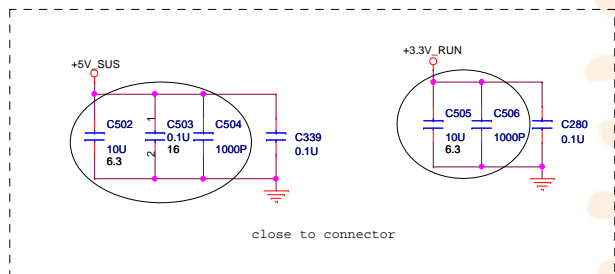 +5V_SUS
C502
10U
6.3
1
C503
0.1U
16
2
C504
1000P
C339
0.1U
+3.3V_RUN
C505
10U
6.3
C506
1000P
C280
0.1U
close to connector